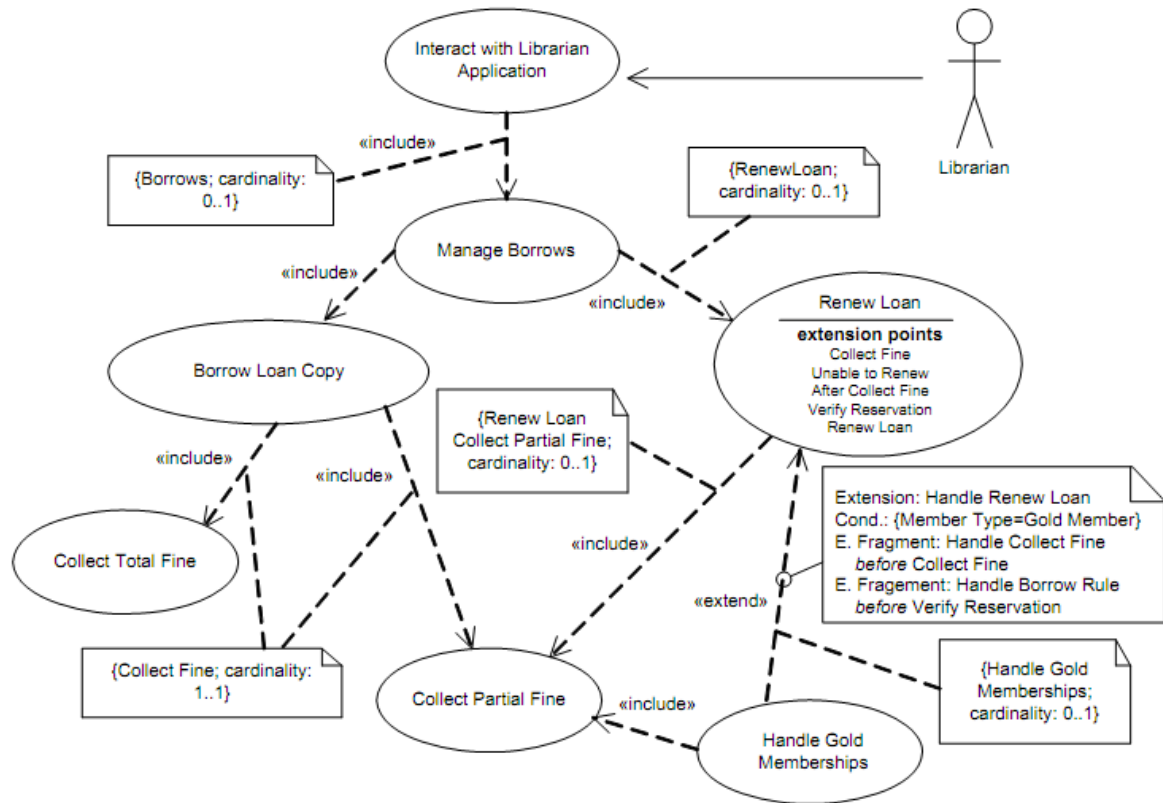 Interact with Librarian
Application
«include»
Librarian
{Borrows; cardinality:
0..1}
{RenewLoan;
cardinality: 0..1}
Manage Borrows
«include»
«include»
Renew Loan
extension points
Collect Fine
Unable to Renew
After Collect Fine
Verify Reservation
Renew Loan
Borrow Loan Copy
{Renew Loan
Collect Partial Fine;
cardinality: 0..1}
«include»
«include»
Extension: Handle Renew Loan
Cond.: {Member Type=Gold Member}
E. Fragment: Handle Collect Fine
before Collect Fine
E. Fragement: Handle Borrow Rule
before Verify Reservation
«include»
Collect Total Fine
«extend»
{Collect Fine; cardinality:
1..1}
Collect Partial Fine
«include»
{Handle Gold
Memberships;
cardinality: 0..1}
Handle Gold
Memberships